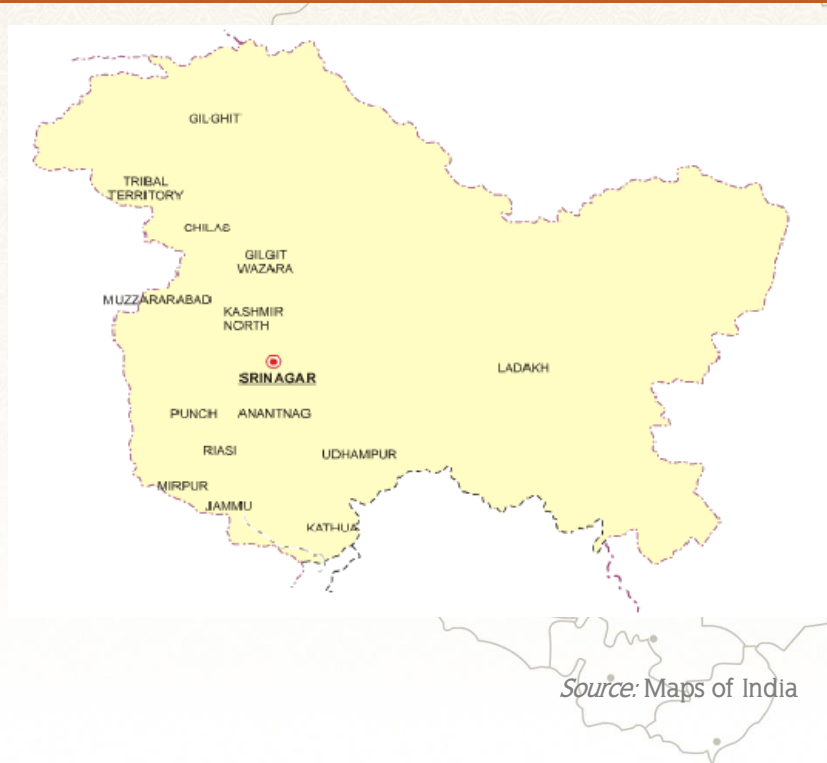 GILGHIT
TRIBAL
TERRITORY
CHILAS
GILGIT
WAZARA
MUZZARARABAD
KASHMIR
NORTH
SRINAGAR
LADAKH
PUNCH ANANTNAG
RIASI
UDHAMPUR
MIRPUR
JAMMU
KATHUA
Source: Maps of India